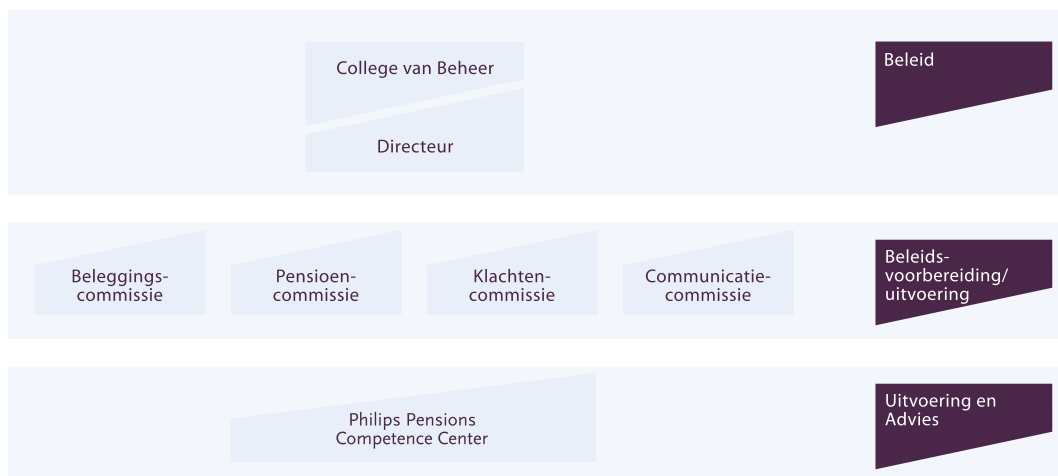 College van Beheer
Directeur
Beleid
Beleggings-
commissie
Pensioen-
commissie
Klachten-
commissie
Communicatie-
commissie
Beleids-
voorbereiding/
uitvoering
Philips Pensions
Competence Center
Uitvoering en
Advies